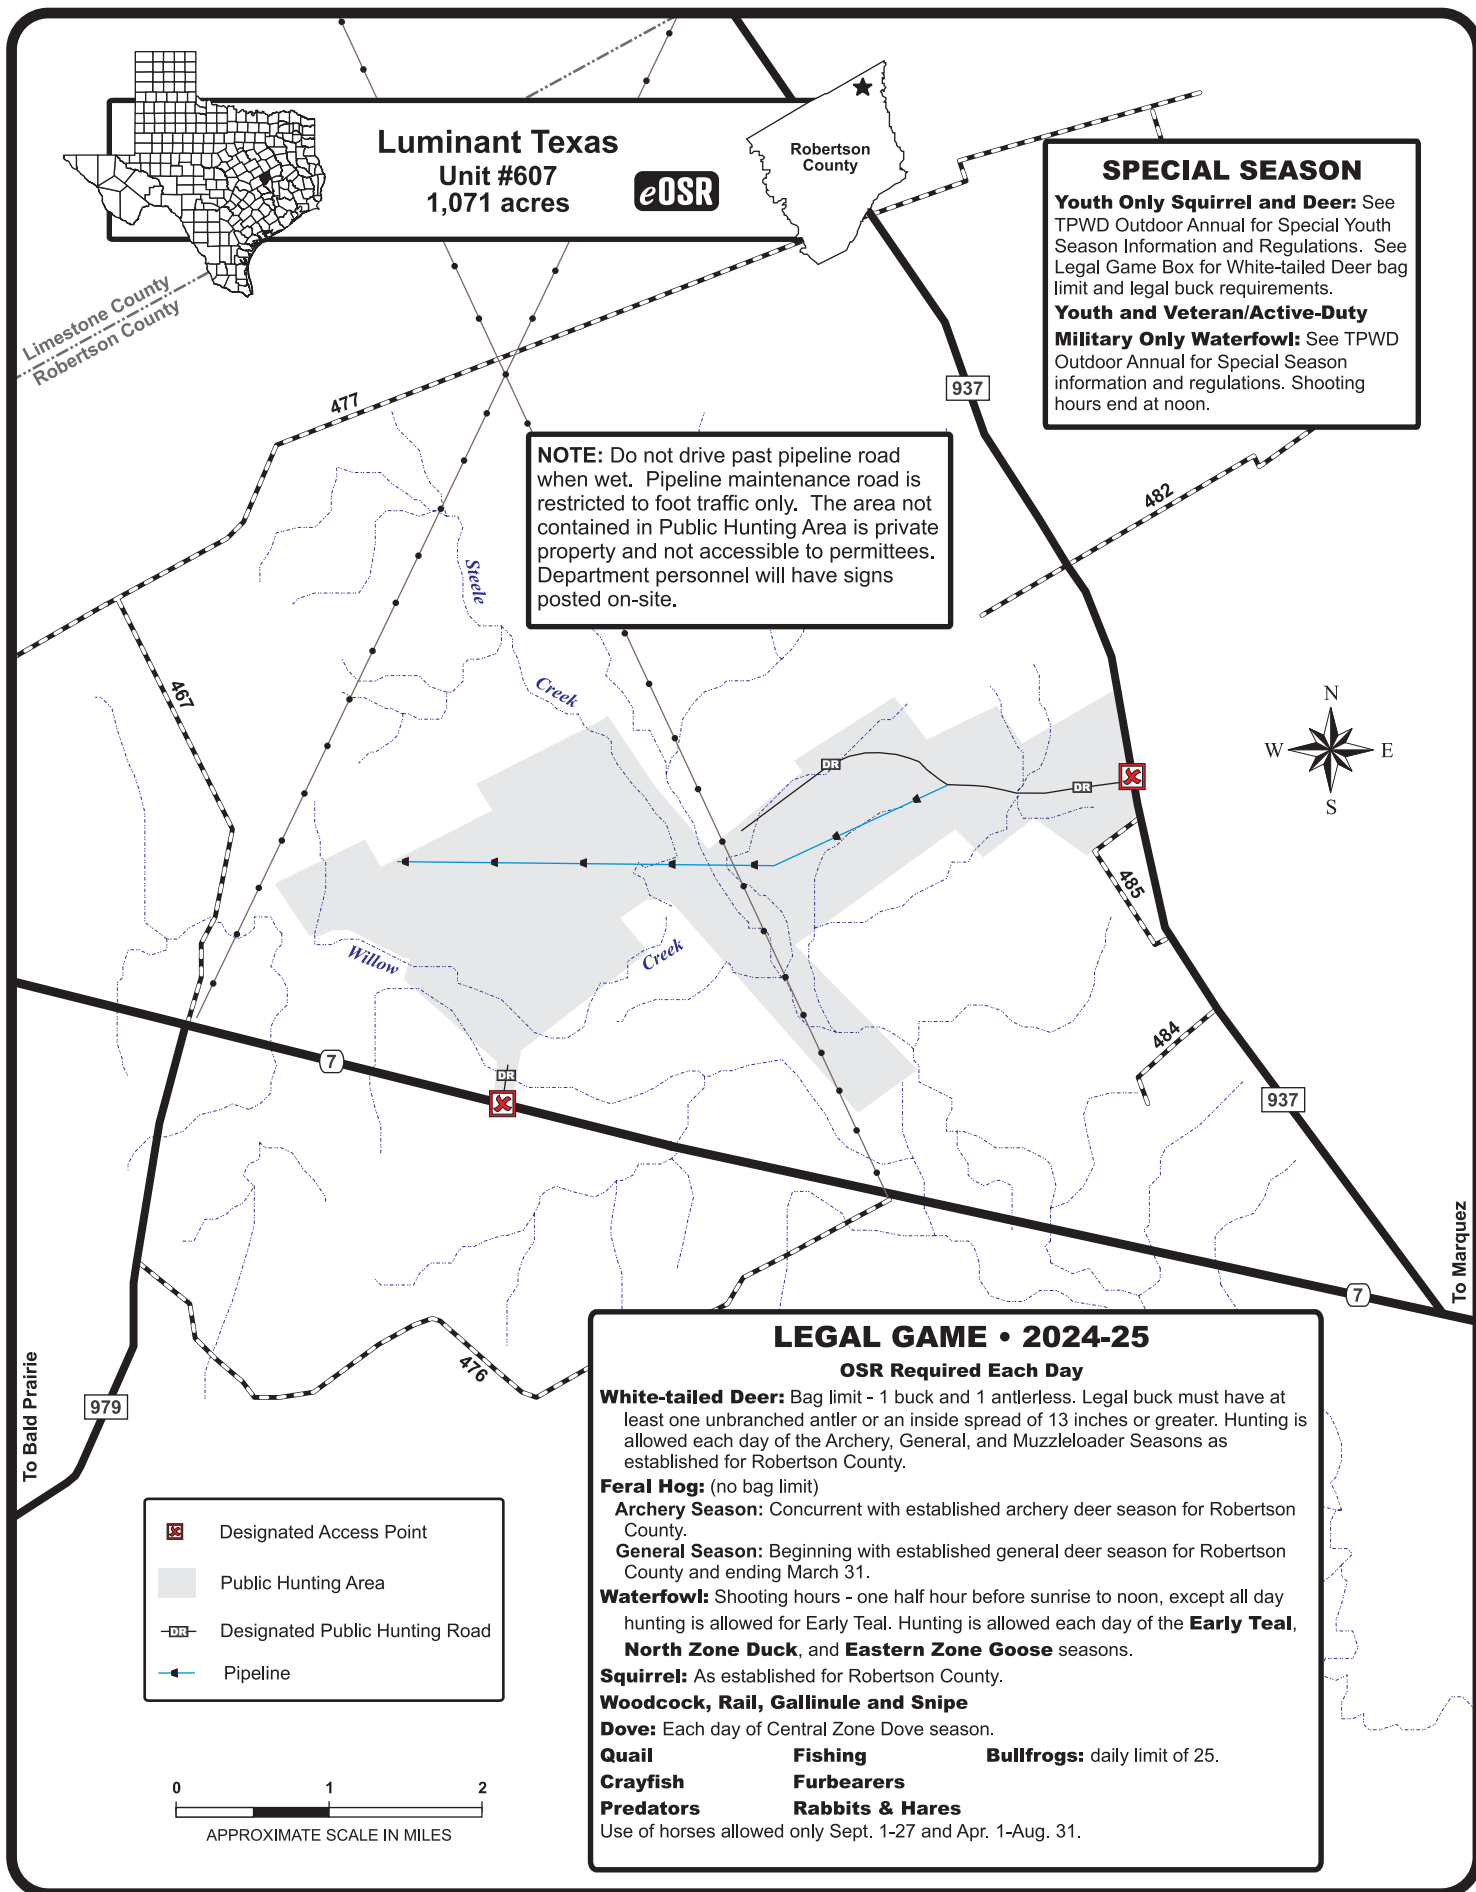 Luminant Texas
Unit #607
1,071 acres
eOSR
Robertson
County
SPECIAL SEASON
Youth Only Squirrel and Deer: See
TPWD Outdoor Annual for Special Youth
Season Information and Regulations. See
Legal Game Box for White-tailed Deer bag
limit and legal buck requirements.
Youth and Veteran/Active-Duty
Military Only Waterfowl: See TPWD
Outdoor Annual for Special Season
information and regulations. Shooting
hours end at noon.
Limestone County
Robertson County
477
937
482
NOTE: Do not drive past pipeline road
when wet. Pipeline maintenance road is
restricted to foot traffic only. The area not
contained in Public Hunting Area is private
property and not accessible to permittees.
Department personnel will have signs
posted on-site.
Steele
Creek
467
N
W
E
S
DR
DR
485
Willow
Creek
484
7
DR
937
To Marquez
7
476
979
To Bald Prairie
LEGAL GAME • 2024-25
OSR Required Each Day
White-tailed Deer: Bag limit - 1 buck and 1 antlerless. Legal buck must have at
least one unbranched antler or an inside spread of 13 inches or greater. Hunting is
allowed each day of the Archery, General, and Muzzleloader Seasons as
established for Robertson County.
Feral Hog: (no bag limit)
Archery Season: Concurrent with established archery deer season for Robertson
County.
General Season: Beginning with established general deer season for Robertson
County and ending March 31.
Waterfowl: Shooting hours - one half hour before sunrise to noon, except all day
hunting is allowed for Early Teal. Hunting is allowed each day of the Early Teal,
North Zone Duck, and Eastern Zone Goose seasons.
Squirrel: As established for Robertson County.
Woodcock, Rail, Gallinule and Snipe
Dove: Each day of Central Zone Dove season.
Quail Fishing Bullfrogs: daily limit of 25.
Crayfish Furbearers
Predators Rabbits & Hares
Use of horses allowed only Sept. 1-27 and Apr. 1-Aug. 31.
Designated Access Point
Public Hunting Area
DR Designated Public Hunting Road
Pipeline
0 1 2
APPROXIMATE SCALE IN MILES